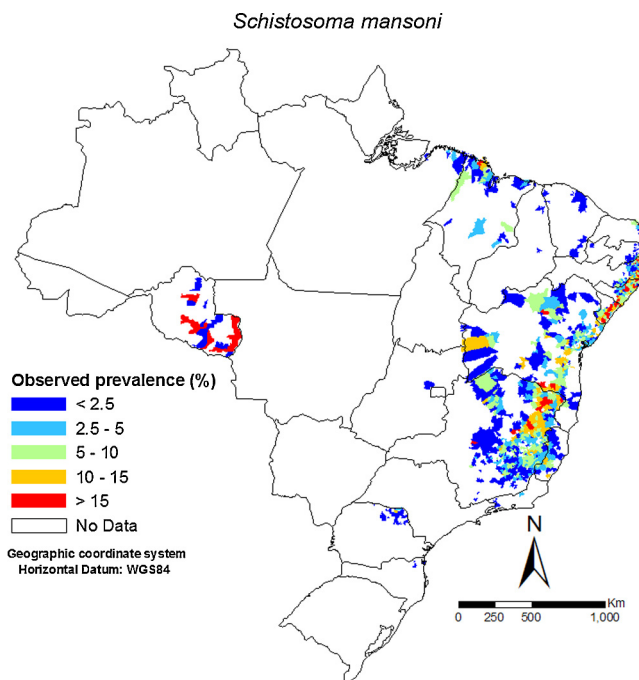 Schistosoma mansoni
Observed prevalence (%)
< 2.5
2.5 - 5
5 - 10
10 - 15
> 15
No Data
Geographic coordinate system
Horizontal Datum: WGS84
N
Km
0 250 500 1,000